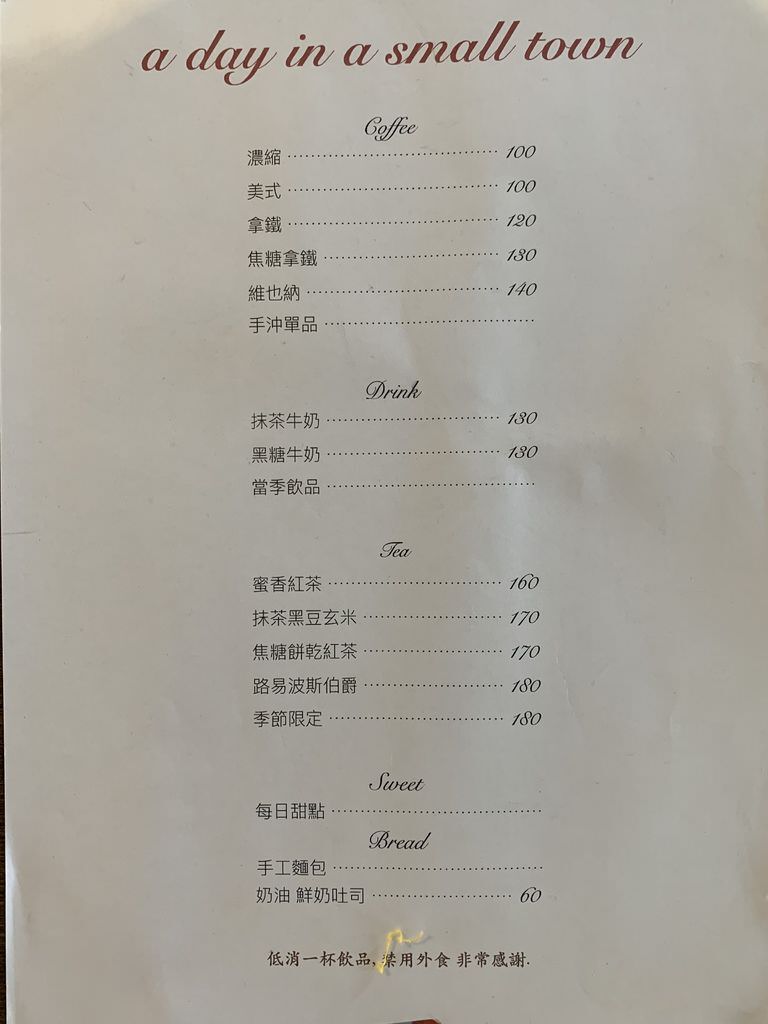 a day in a small town
Coffee
濃縮 100
美式 100
拿鐵 120
焦糖拿鐵 130
維也納 140
手沖單品
Drink
抹茶牛奶 130
黑糖牛奶 130
當季飲品
Tea
蜜香紅茶 160
抹茶黑豆玄米 170
焦糖餅乾紅茶 170
路易波斯伯爵 180
季節限定 180
Sweet
每日甜點
Bread
手工麵包
奶油 鮮奶吐司 60
低消一杯飲品, 禁用外食 非常感謝.